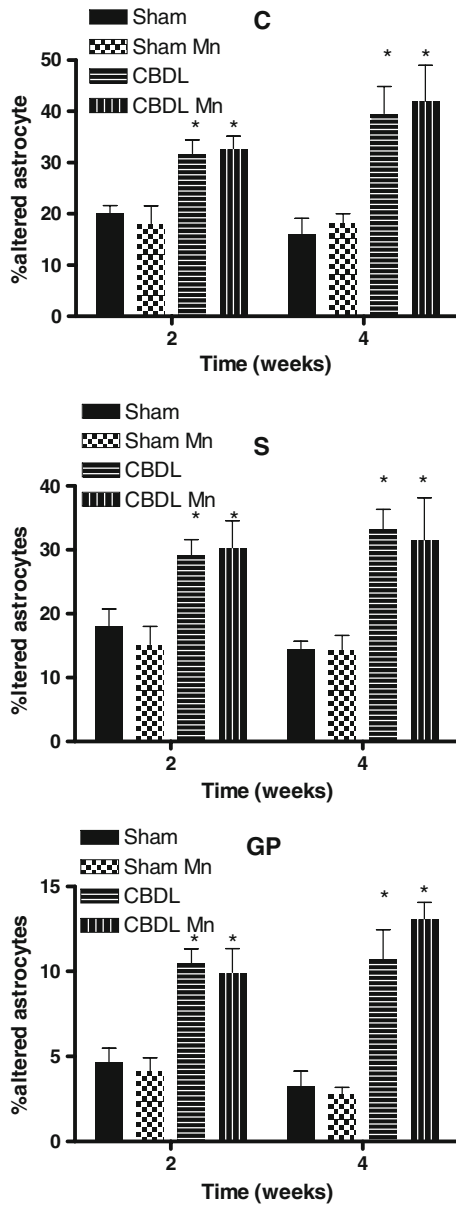 Sham
Sham Mn
CBDL
CBDL Mn
C
50
40
30
20
10
0
%altered astrocyte
* * * *
2 4
Time (weeks)
Sham
Sham Mn
CBDL
CBDL Mn
S
40
30
20
10
0
%ltered astrocytes
* * * *
2 4
Time (weeks)
Sham
Sham Mn
CBDL
CBDL Mn
GP
15
10
5
0
%altered astrocytes
* * * *
2 4
Time (weeks)